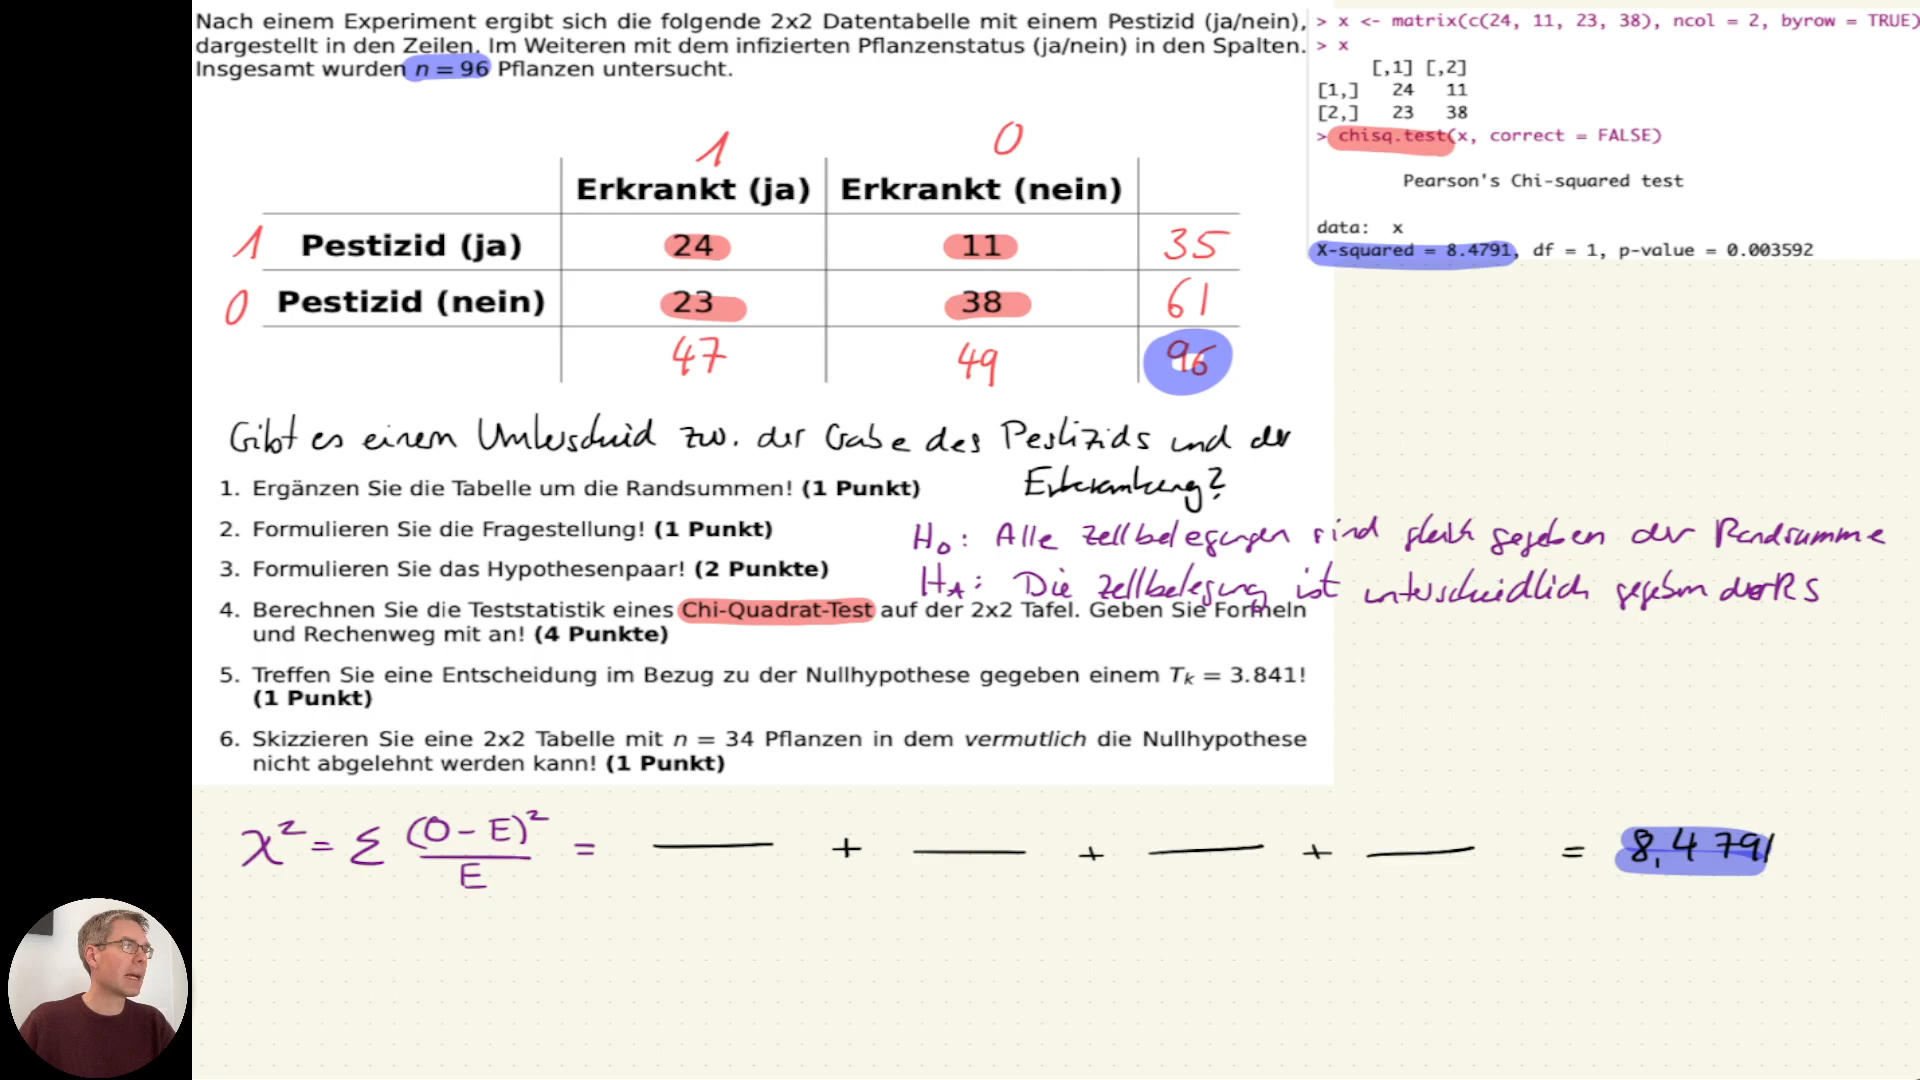 Nach einem Experiment ergibt sich die folgende 2x2 Datentabelle mit einem Pestizid (ja/nein),
dargestellt in den Zeilen. Im Weiteren mit dem infizierten Pflanzenstatus (ja/nein) in den Spalten.
Insgesamt wurden n = 96 Pflanzen untersucht.
1 0
Erkrankt (ja) Erkrankt (nein)
1 Pestizid (ja) 24 11 35
0 Pestizid (nein) 23 38 61
47 49 96
Gibt es einem Unterscheid zw. der Gabe des Pestizids und der
Erkrankung?
1. Ergänzen Sie die Tabelle um die Randsummen! (1 Punkt)
2. Formulieren Sie die Fragestellung! (1 Punkt)
H₀: Alle Zellbelegungen sind gleich gegeben der Randsumme
3. Formulieren Sie das Hypothesenpaar! (2 Punkte)
H_A: Die Zellbelegung ist unterscheidlich gegeben der RS
4. Berechnen Sie die Teststatistik eines Chi-Quadrat-Test auf der 2x2 Tafel. Geben Sie Formeln
und Rechenweg mit an! (4 Punkte)
5. Treffen Sie eine Entscheidung im Bezug zu der Nullhypothese gegeben einem Tₖ = 3.841!
(1 Punkt)
6. Skizzieren Sie eine 2x2 Tabelle mit n = 34 Pflanzen in dem vermutlich die Nullhypothese
nicht abgelehnt werden kann! (1 Punkt)
> x <- matrix(c(24, 11, 23, 38), ncol = 2, byrow = TRUE)
> x
[,1] [,2]
[1,] 24 11
[2,] 23 38
> chisq.test(x, correct = FALSE)
Pearson's Chi-squared test
data: x
X-squared = 8.4791, df = 1, p-value = 0.003592
χ² = Σ (O - E)² / E = — + — + — + — = 8,4791